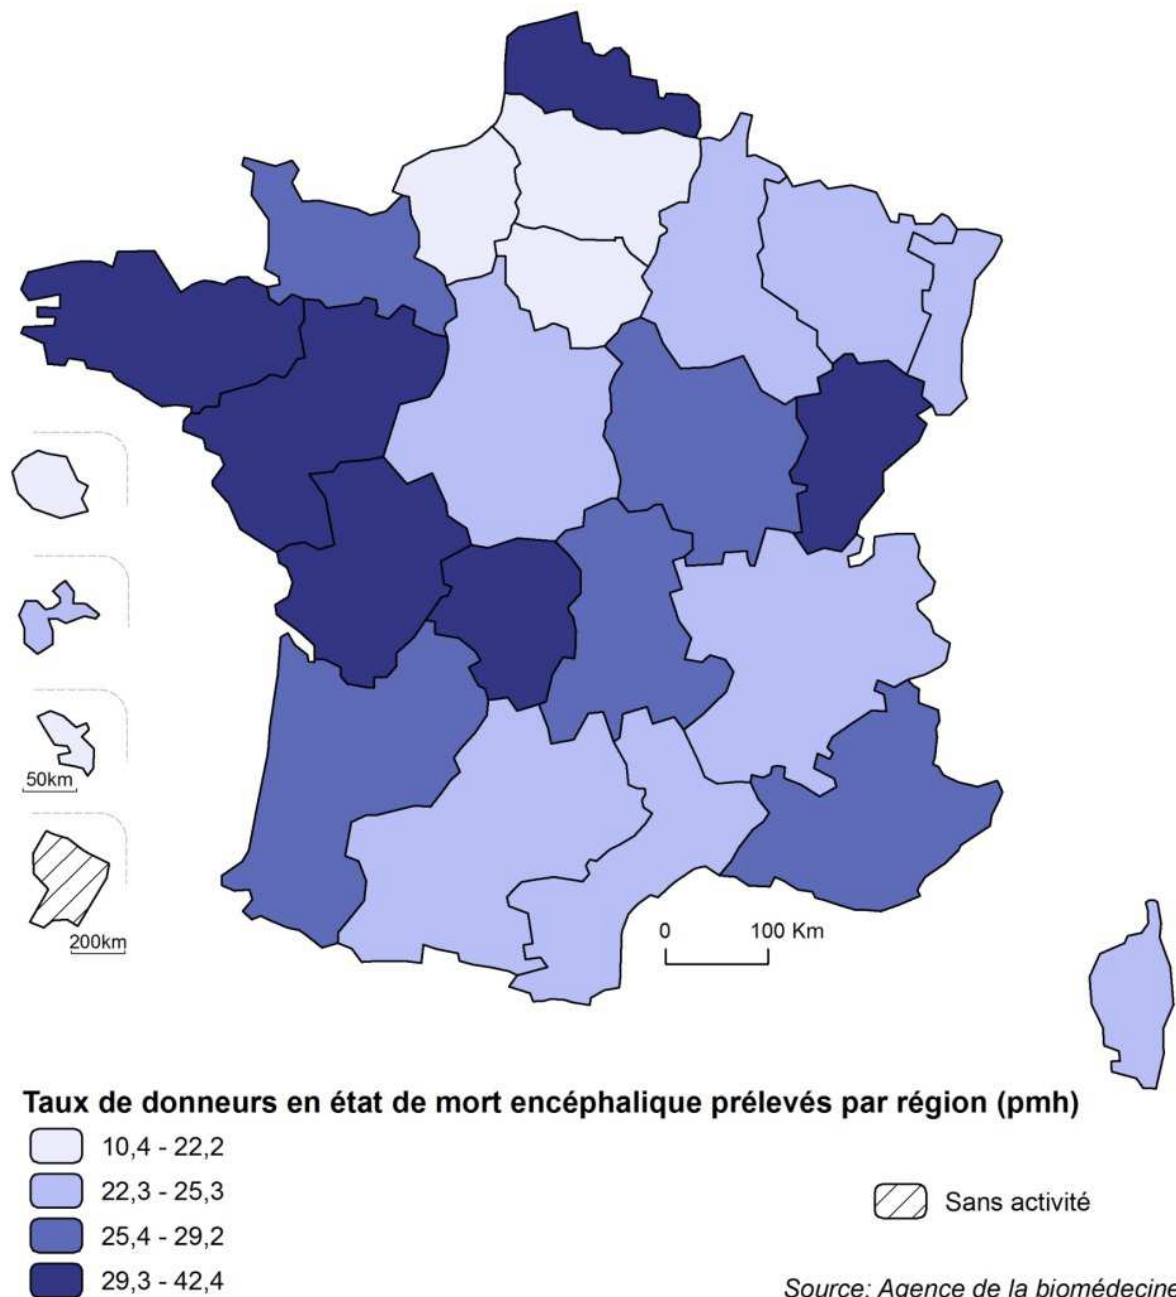 50km
200km
0 100 Km
Taux de donneurs en état de mort encéphalique prélevés par région (pmh)
10,4 - 22,2
22,3 - 25,3
25,4 - 29,2
29,3 - 42,4
Sans activité
Source: Agence de la biomédecine